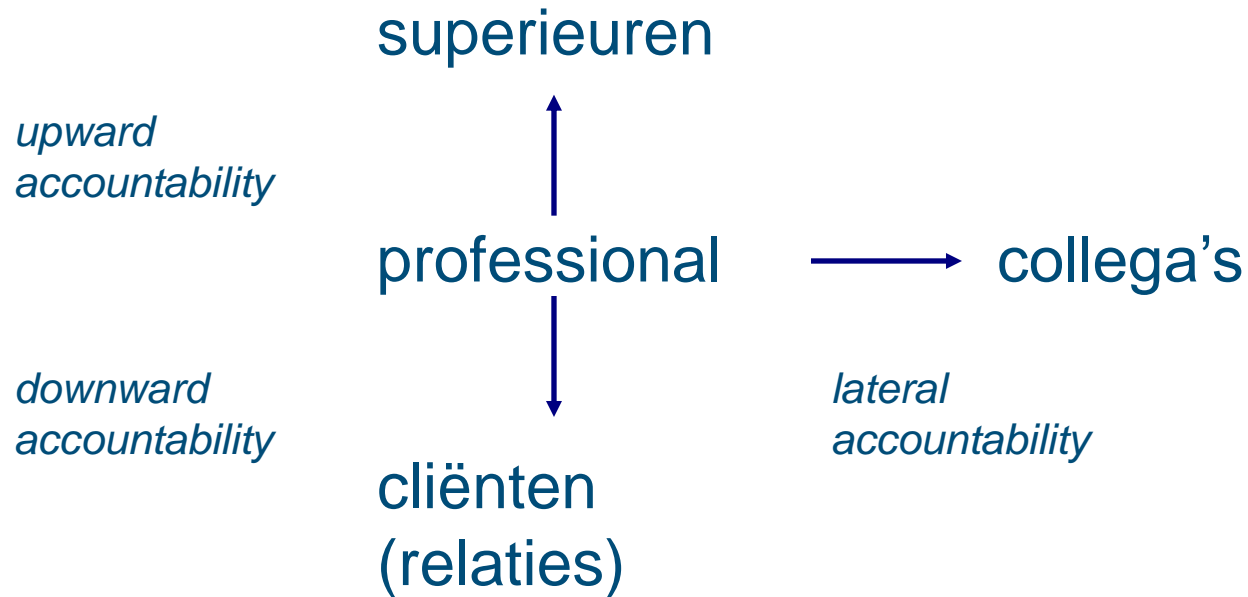 superieuren
upward
accountability
professional
collega’s
downward
accountability
lateral
accountability
cliënten
(relaties)